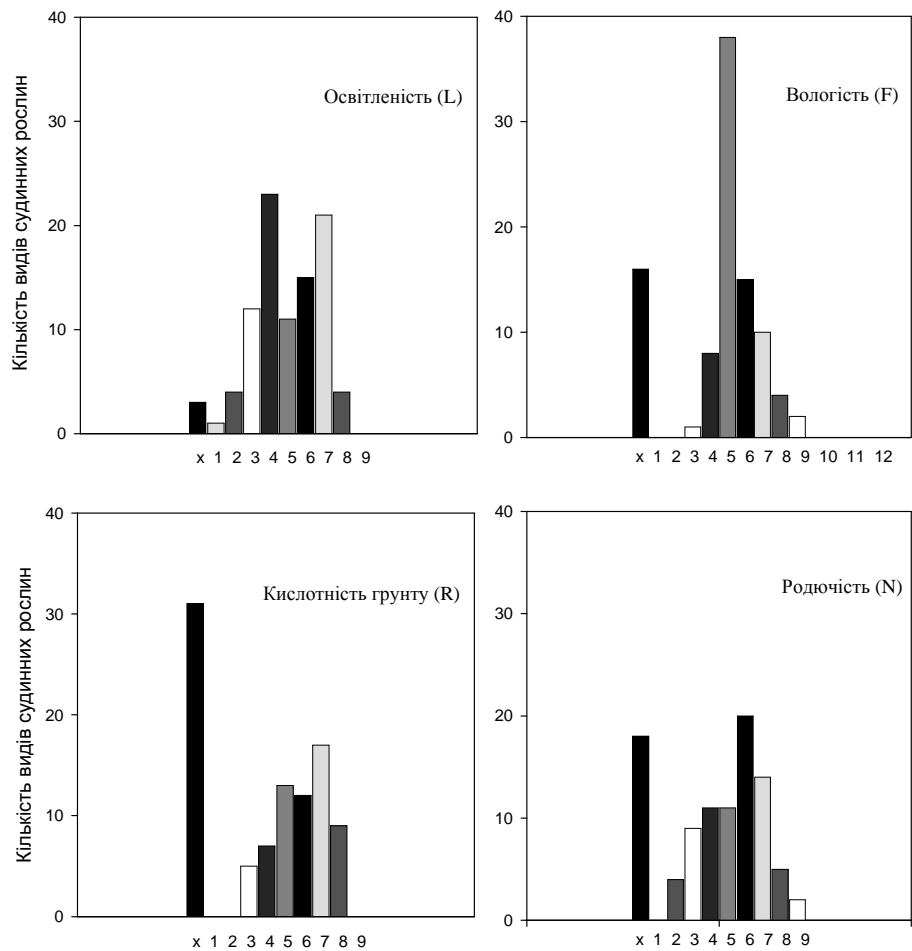 Кількість видів судинних рослин
40
30
20
10
0
Освітленість (L)
x 1 2 3 4 5 6 7 8 9
40
30
20
10
0
Вологість (F)
x 1 2 3 4 5 6 7 8 9 10 11 12
Кількість видів судинних рослин
40
30
20
10
0
Кислотність грунту (R)
x 1 2 3 4 5 6 7 8 9
40
30
20
10
0
Родючість (N)
x 1 2 3 4 5 6 7 8 9